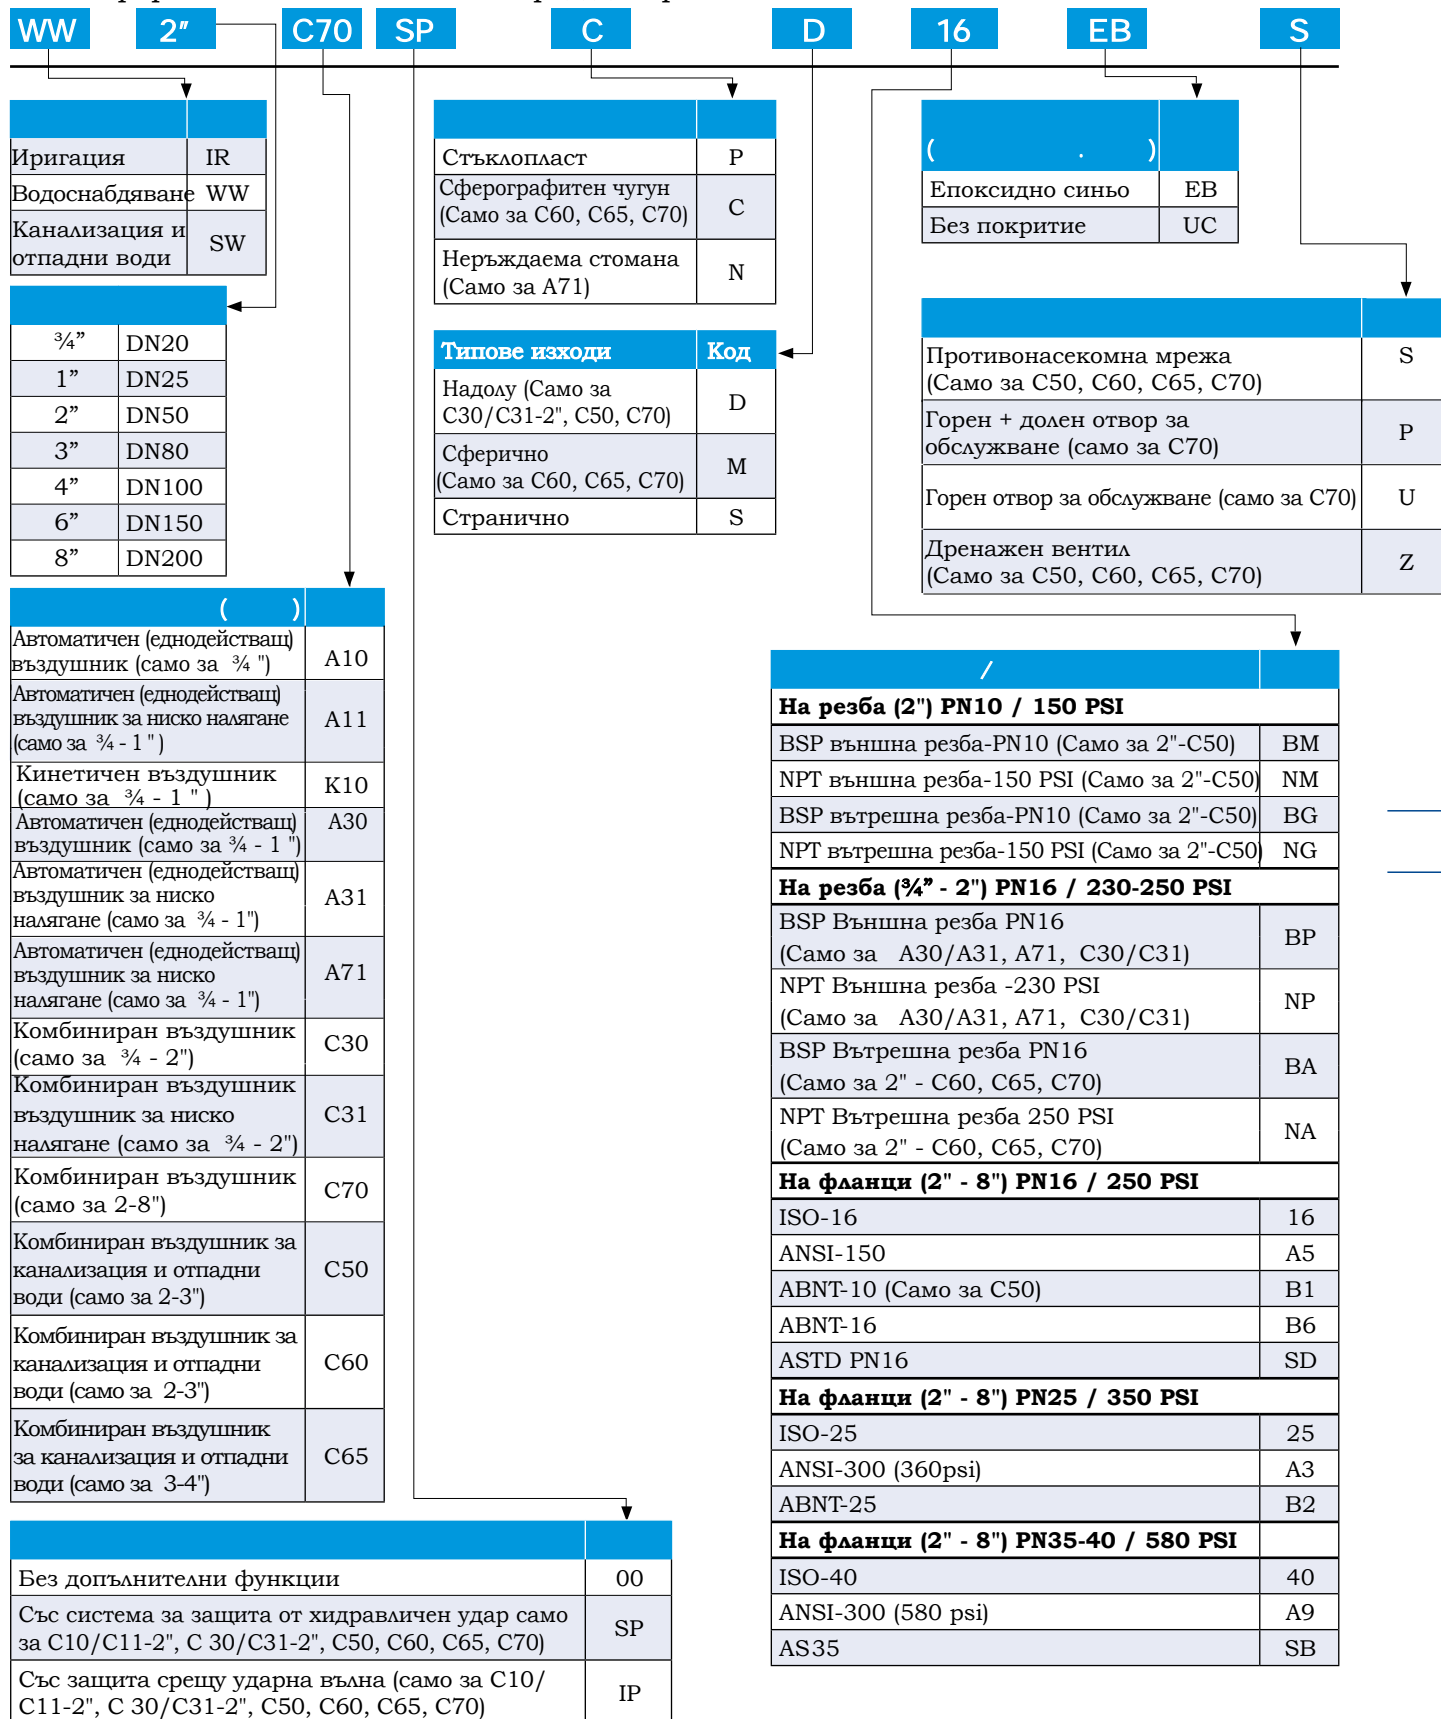 WW 2" C70 SP C D 16 EB S
Иригация IR
Водоснабдяване WW
Канализация и
отпадни води SW
¾” DN20
1” DN25
2” DN50
3” DN80
4” DN100
6” DN150
8” DN200
( )
Автоматичен (еднодействащ)
въздушник (само за ¾ ") A10
Автоматичен (еднодействащ)
въздушник за ниско налягане A11
(само за ¾ - 1 " )
Кинетичен въздушник
(само за ¾ - 1 " ) K10
Автоматичен (еднодействащ) A30
въздушник (само за ¾ - 1 ")
Автоматичен (еднодействащ)
въздушник за ниско A31
налягане (само за ¾ - 1")
Автоматичен (еднодействащ)
въздушник за ниско A71
налягане (само за ¾ - 1")
Комбиниран въздушник
(само за ¾ - 2") C30
Комбиниран въздушник
въздушник за ниско C31
налягане (само за ¾ - 2")
Комбиниран въздушник
(само за 2-8") C70
Комбиниран въздушник за
канализация и отпадни C50
води (само за 2-3")
Комбиниран въздушник за
канализация и отпадни C60
води (само за 2-3")
Комбиниран въздушник
за канализация и отпадни C65
води (само за 3-4")
Без допълнителни функции 00
Със система за защита от хидравличен удар само
за C10/C11-2", C 30/C31-2", C50, C60, C65, C70) SP
Със защита срещу ударна вълна (само за C10/
C11-2", C 30/C31-2", C50, C60, C65, C70) IP
Стъклопласт P
Сферографитен чугун
(Само за C60, C65, C70) C
Неръждаема стомана
(Само за A71) N
Типове изходи Код
Надолу (Само за
C30/C31-2", C50, C70) D
Сферично
(Само за C60, C65, C70) M
Странично S
( . )
Епоксидно синьо EB
Без покритие UC
Противонасекомна мрежа S
(Само за C50, C60, C65, C70)
Горен + долен отвор за
обслужване (само за C70) P
Горен отвор за обслужване (само за C70) U
Дренажен вентил
(Само за C50, C60, C65, C70) Z
/
На резба (2") PN10 / 150 PSI
BSP външна резба-PN10 (Само за 2"-C50) BM
NPT външна резба-150 PSI (Само за 2"-C50) NM
BSP вътрешна резба-PN10 (Само за 2"-C50) BG
NPT вътрешна резба-150 PSI (Само за 2"-C50) NG
На резба (¾” - 2") PN16 / 230-250 PSI
BSP Външна резба PN16
(Само за A30/A31, A71, C30/C31) BP
NPT Външна резба -230 PSI
(Само за A30/A31, A71, C30/C31) NP
BSP Вътрешна резба PN16
(Само за 2" - C60, C65, C70) BA
NPT Вътрешна резба 250 PSI
(Само за 2" - C60, C65, C70) NA
На фланци (2" - 8") PN16 / 250 PSI
ISO-16 16
ANSI-150 A5
ABNT-10 (Само за C50) B1
ABNT-16 B6
ASTD PN16 SD
На фланци (2" - 8") PN25 / 350 PSI
ISO-25 25
ANSI-300 (360psi) A3
ABNT-25 B2
На фланци (2" - 8") PN35-40 / 580 PSI
ISO-40 40
ANSI-300 (580 psi) A9
AS35 SB